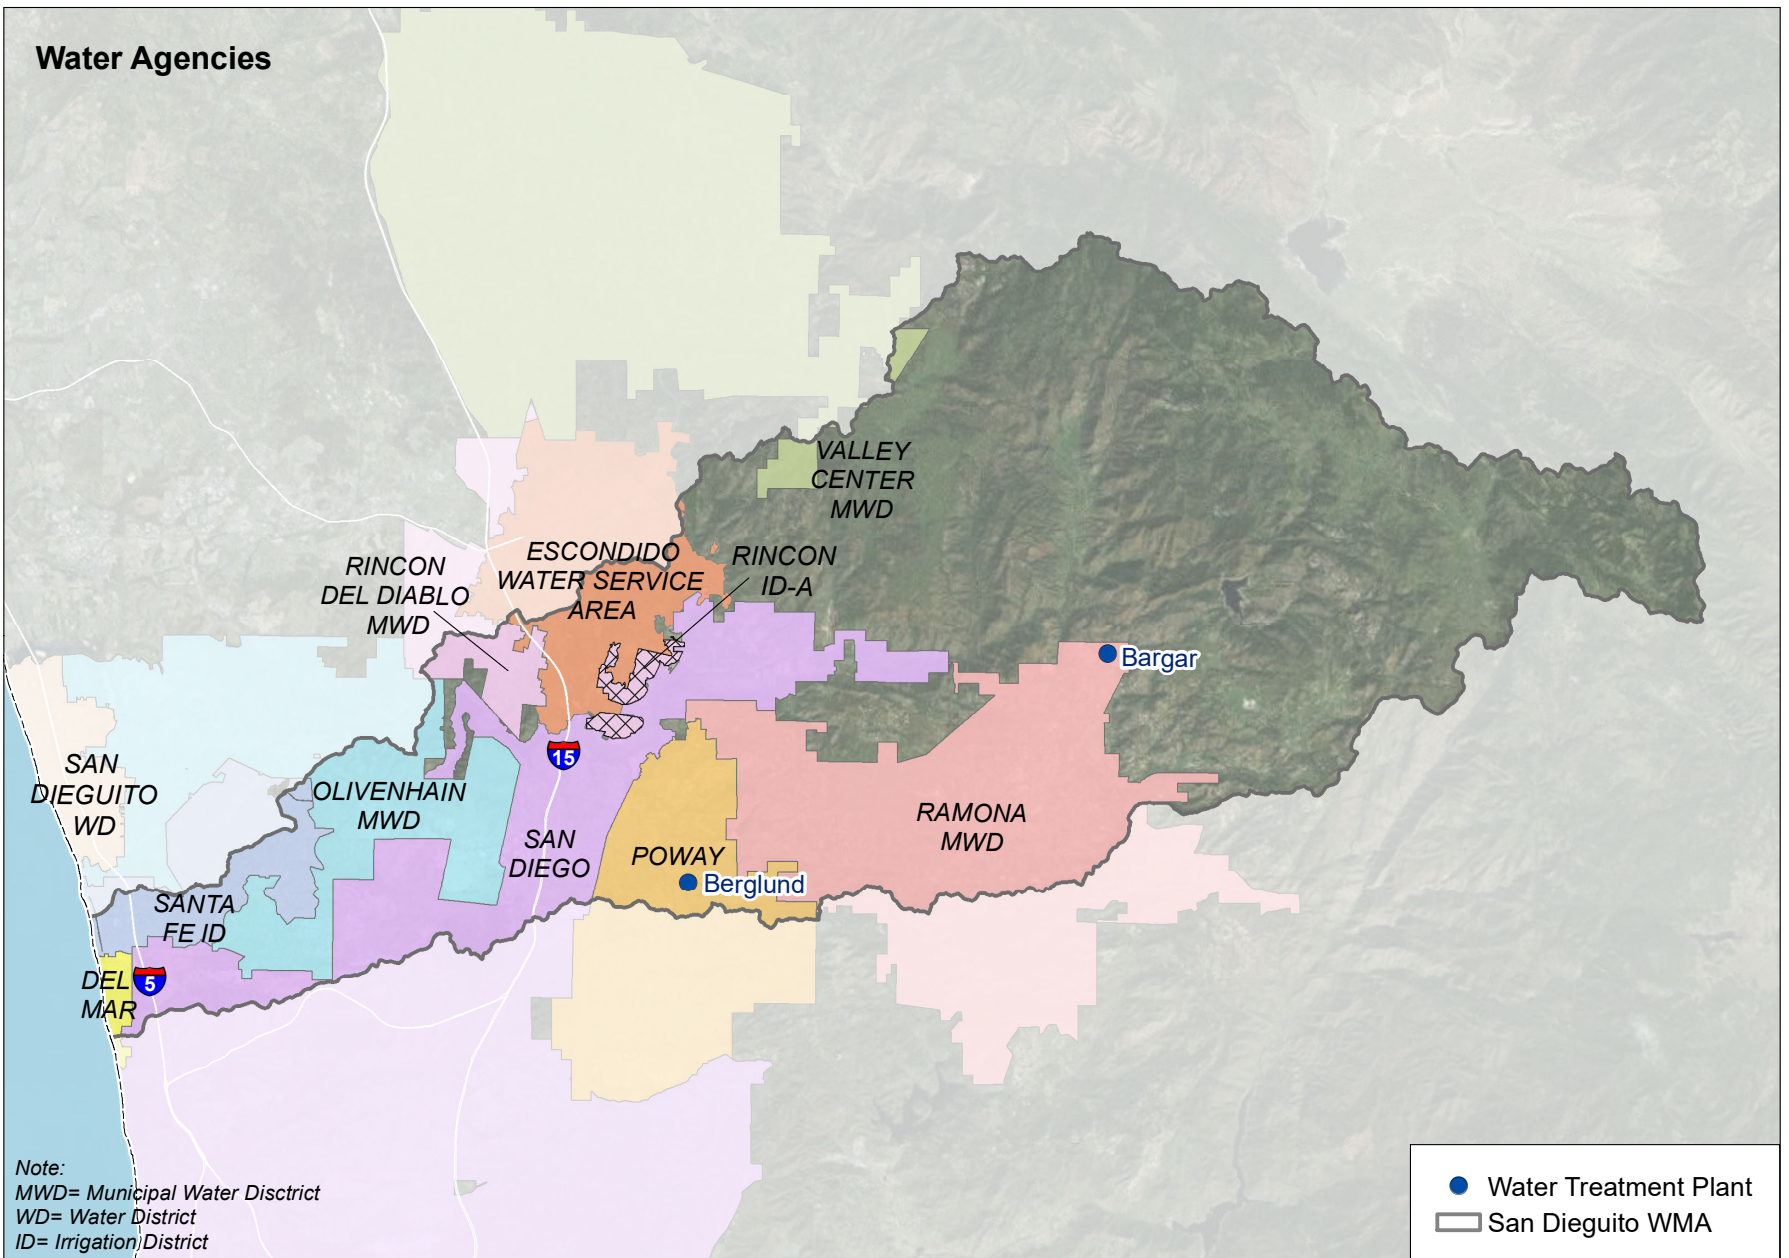 Water Agencies
VALLEY
CENTER
MWD
ESCONDIDO
WATER SERVICE
AREA
RINCON
ID-A
RINCON
DEL DIABLO
MWD
Bargar
SAN
DIEGUITO
WD
OLIVENHAIN
MWD
15
SAN
DIEGO
POWAY
RAMONA
MWD
Berglund
SANTA
FE ID
DEL
MAR
5
Note:
MWD= Municipal Water Disctrict
WD= Water District
ID= Irrigation District
Water Treatment Plant
San Dieguito WMA